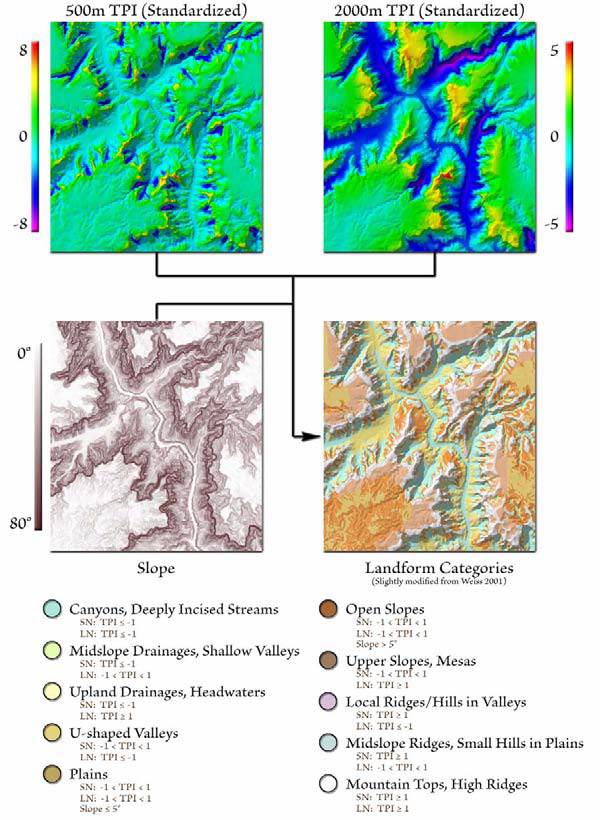 500m TPI (Standardized)
2000m TPI (Standardized)
8
0
-8
5
0
-5
0°
80°
Slope
Landform Categories
(Slightly modified from Weiss 2001)
Canyons, Deeply Incised Streams
SN: TPI ≤ -1
LN: TPI ≤ -1
Midslope Drainages, Shallow Valleys
SN: TPI ≤ -1
LN: -1 < TPI < 1
Upland Drainages, Headwaters
SN: TPI ≤ -1
LN: TPI ≥ 1
U-shaped Valleys
SN: -1 < TPI < 1
LN: TPI ≤ -1
Plains
SN: -1 < TPI < 1
LN: -1 < TPI < 1
Slope ≤ 5°
Open Slopes
SN: -1 < TPI < 1
LN: -1 < TPI < 1
Slope > 5°
Upper Slopes, Mesas
SN: -1 < TPI < 1
LN: TPI ≥ 1
Local Ridges/Hills in Valleys
SN: TPI ≥ 1
LN: TPI ≤ -1
Midslope Ridges, Small Hills in Plains
SN: TPI ≥ 1
LN: -1 < TPI < 1
Mountain Tops, High Ridges
SN: TPI ≥ 1
LN: TPI ≥ 1